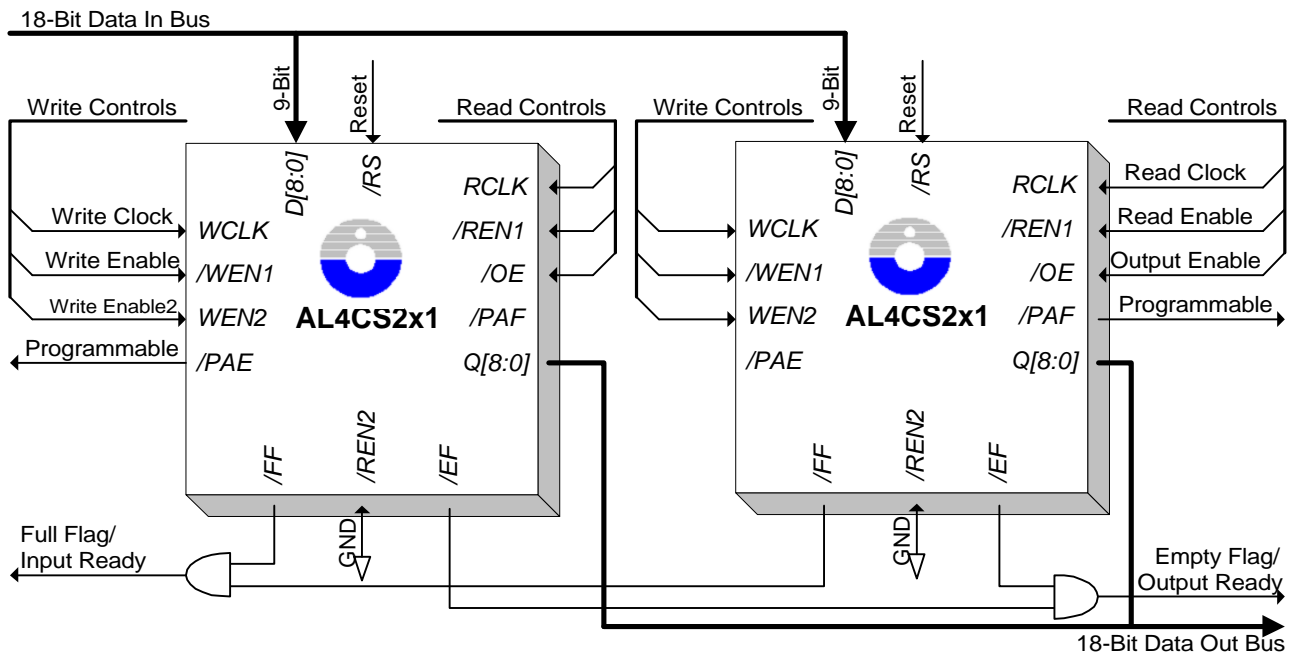 18-Bit Data In Bus
9-Bit
Reset
9-Bit
Reset
Write Controls
Read Controls
Write Controls
Read Controls
D[8:0]
/RS
D[8:0]
/RS
RCLK
RCLK
Read Clock
Write Clock
WCLK
/REN1
WCLK
/REN1
Read Enable
Write Enable
/WEN1
/OE
/WEN1
/OE
Output Enable
Write Enable2
WEN2
AL4CS2x1
/PAF
WEN2
AL4CS2x1
/PAF
Programmable
Programmable
/PAE
Q[8:0]
/PAE
Q[8:0]
/FF
/REN2
/EF
/FF
/REN2
/EF
GND
GND
Full Flag/
Input Ready
Empty Flag/
Output Ready
18-Bit Data Out Bus